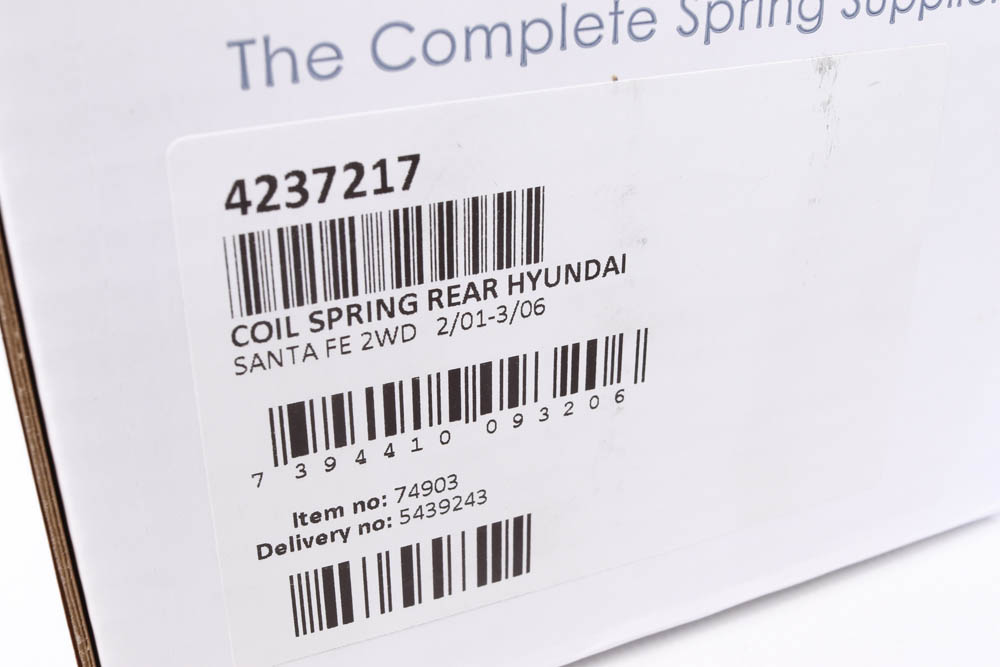 The Complete Spring Supplier
4237217
COIL SPRING REAR HYUNDAI
SANTA FE 2WD 2/01-3/06
7 394410 093206
Item no: 74903
Delivery no: 5439243